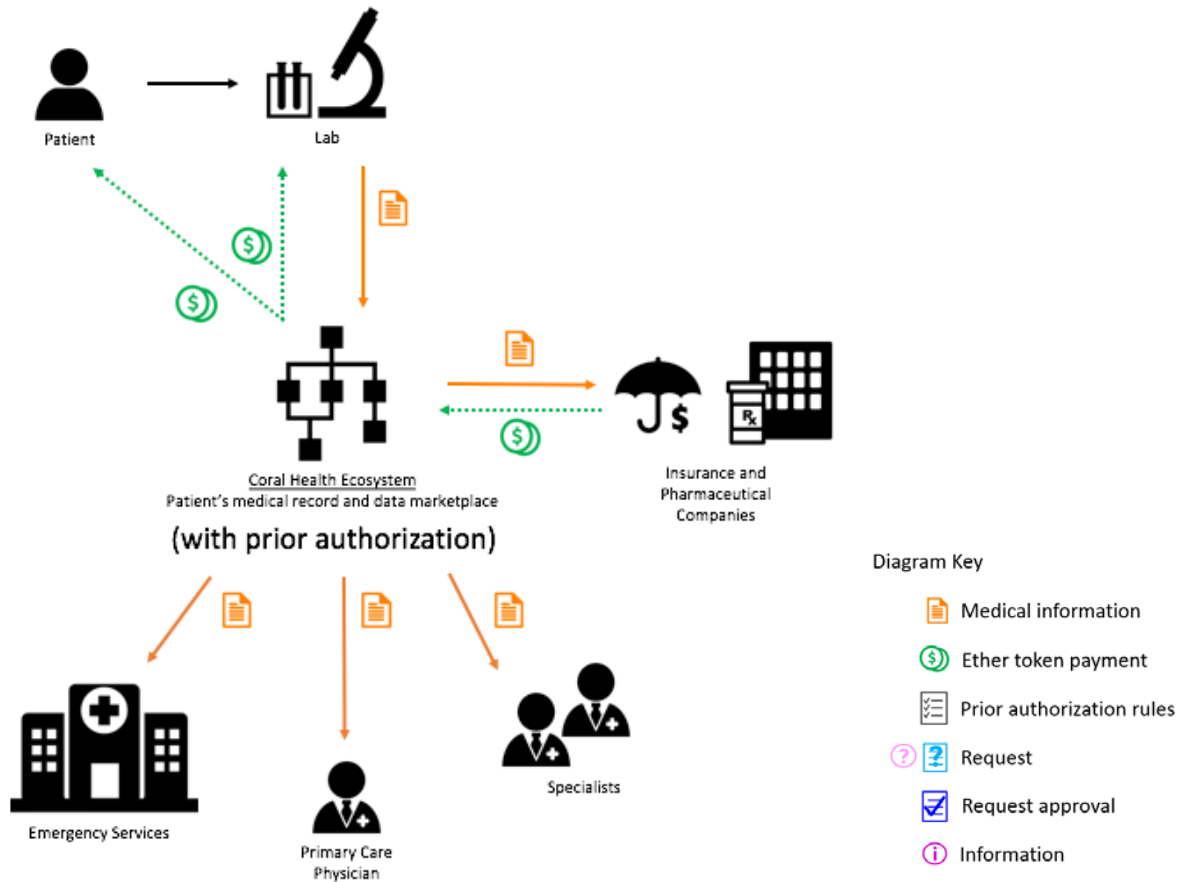 Patient
Lab
Coral Health Ecosystem
Patient's medical record and data marketplace
(with prior authorization)
$
$
$
$
Rx
Insurance and
Pharmaceutical
Companies
Emergency Services
Primary Care
Physician
Specialists
Diagram Key
Medical information
$ Ether token payment
Prior authorization rules
? ? Request
Request approval
i Information